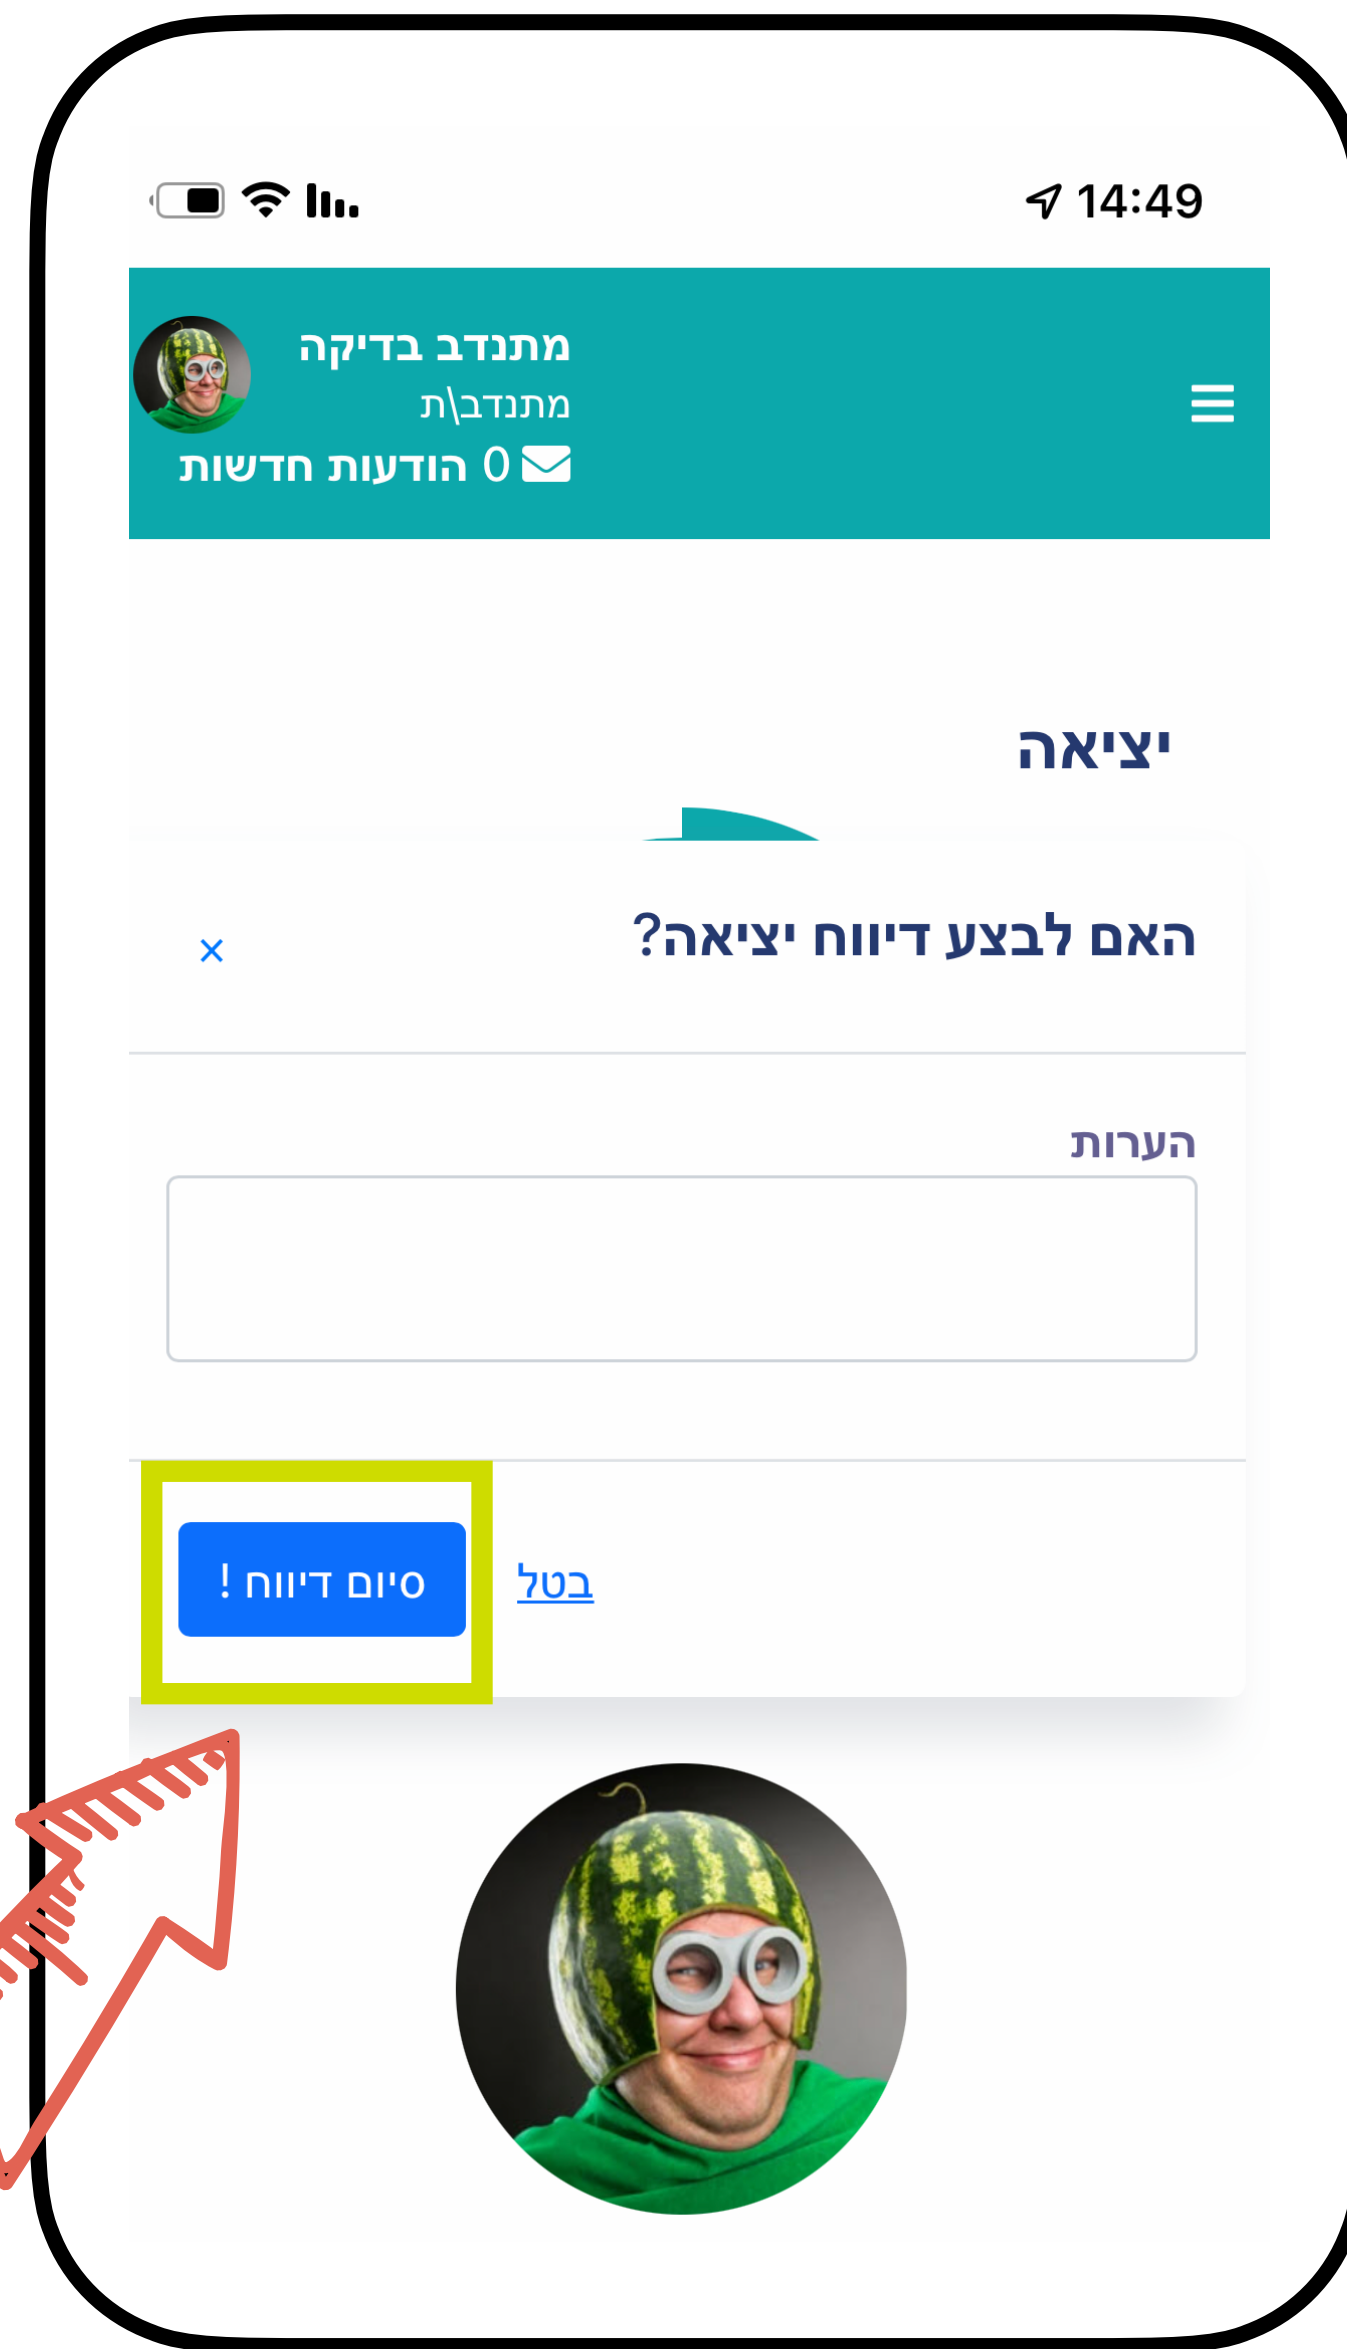 14:49
מתנדב בדיקה
מתנדב\ת
0 הודעות חדשות
יציאה
האם לבצע דיווח יציאה?
×
הערות
בטל
סיום דיווח !